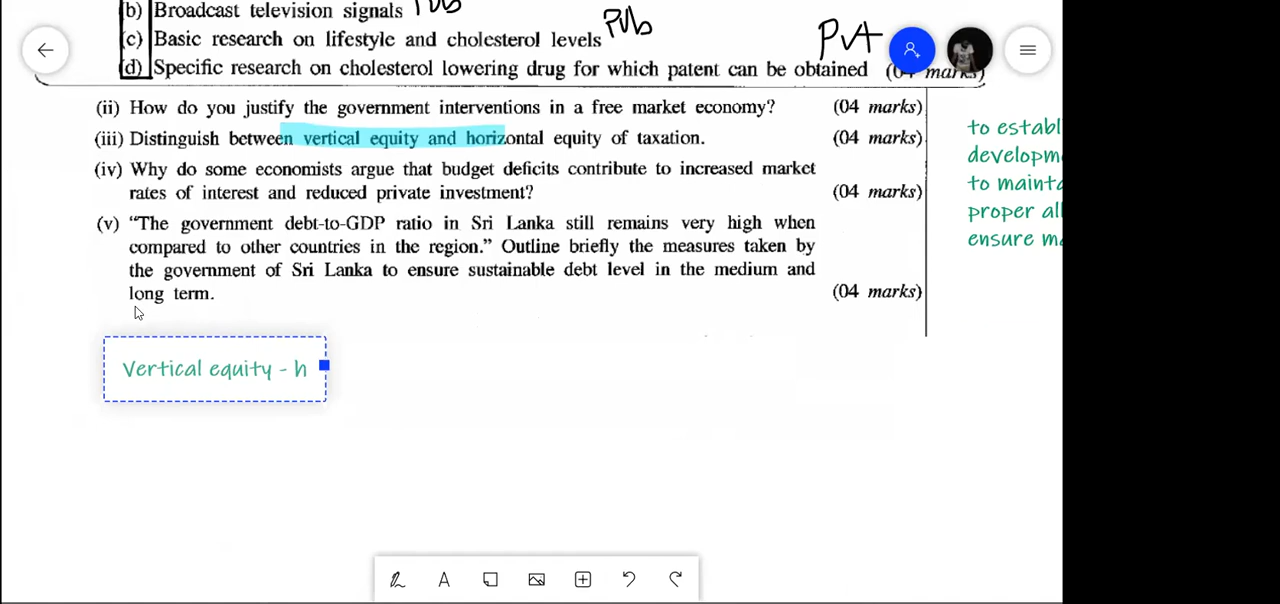 b) Broadcast television signals Pub
(c) Basic research on lifestyle and cholesterol levels Pub
(d) Specific research on cholesterol lowering drug for which patent can be obtained (04 marks) Pvt
(ii) How do you justify the government interventions in a free market economy? (04 marks)
(iii) Distinguish between vertical equity and horizontal equity of taxation. (04 marks)
(iv) Why do some economists argue that budget deficits contribute to increased market
rates of interest and reduced private investment? (04 marks)
(v) "The government debt-to-GDP ratio in Sri Lanka still remains very high when
compared to other countries in the region." Outline briefly the measures taken by
the government of Sri Lanka to ensure sustainable debt level in the medium and
long term. (04 marks)
to establ
developm
to mainta
proper al
ensure m
Vertical equity - h
A